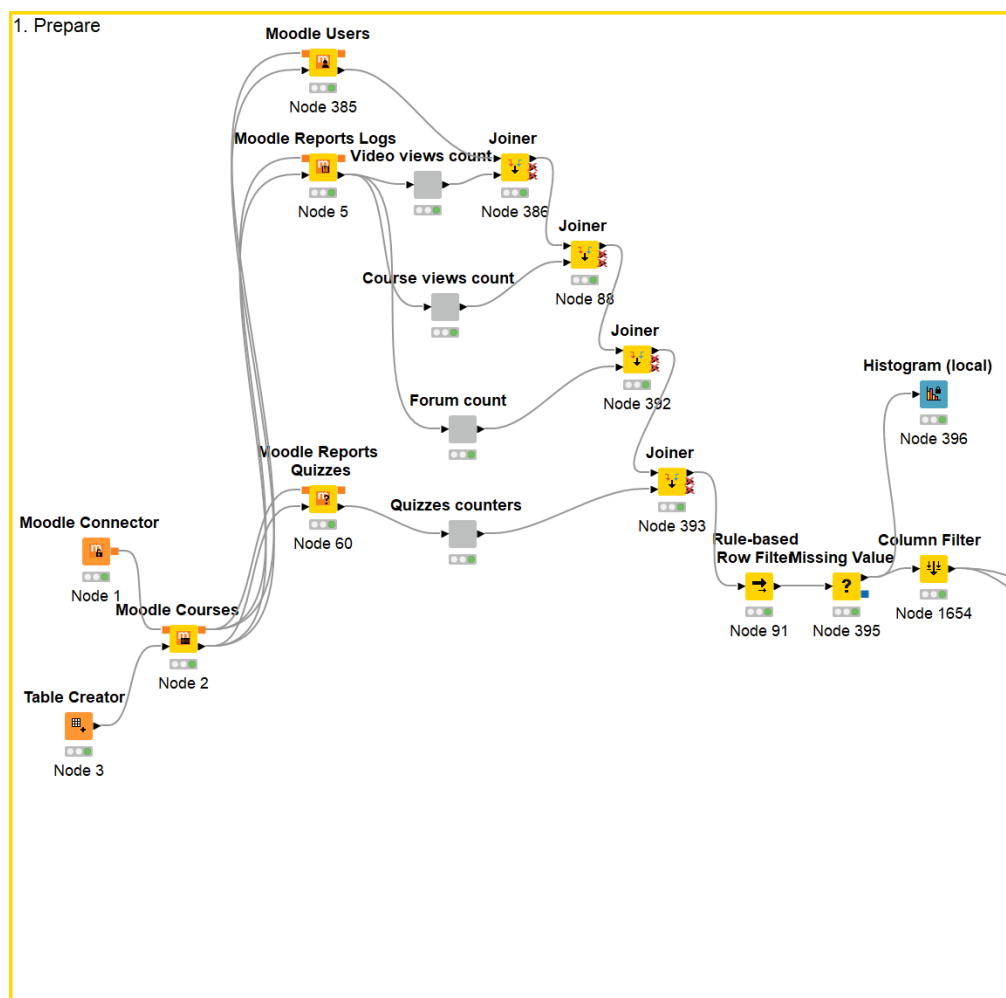 1. Prepare
Moodle Users
Node 385
Moodle Reports Logs
Node 5
Video views count
Joiner
Node 386
Joiner
Node 88
Course views count
Joiner
Node 392
Forum count
Histogram (local)
Node 396
Moodle Reports
Quizzes
Node 60
Quizzes counters
Joiner
Node 393
Moodle Connector
Node 1
Moodle Courses
Node 2
Table Creator
Node 3
Rule-based
Row Filte
Node 91
Missing Value
Node 395
Column Filter
Node 1654